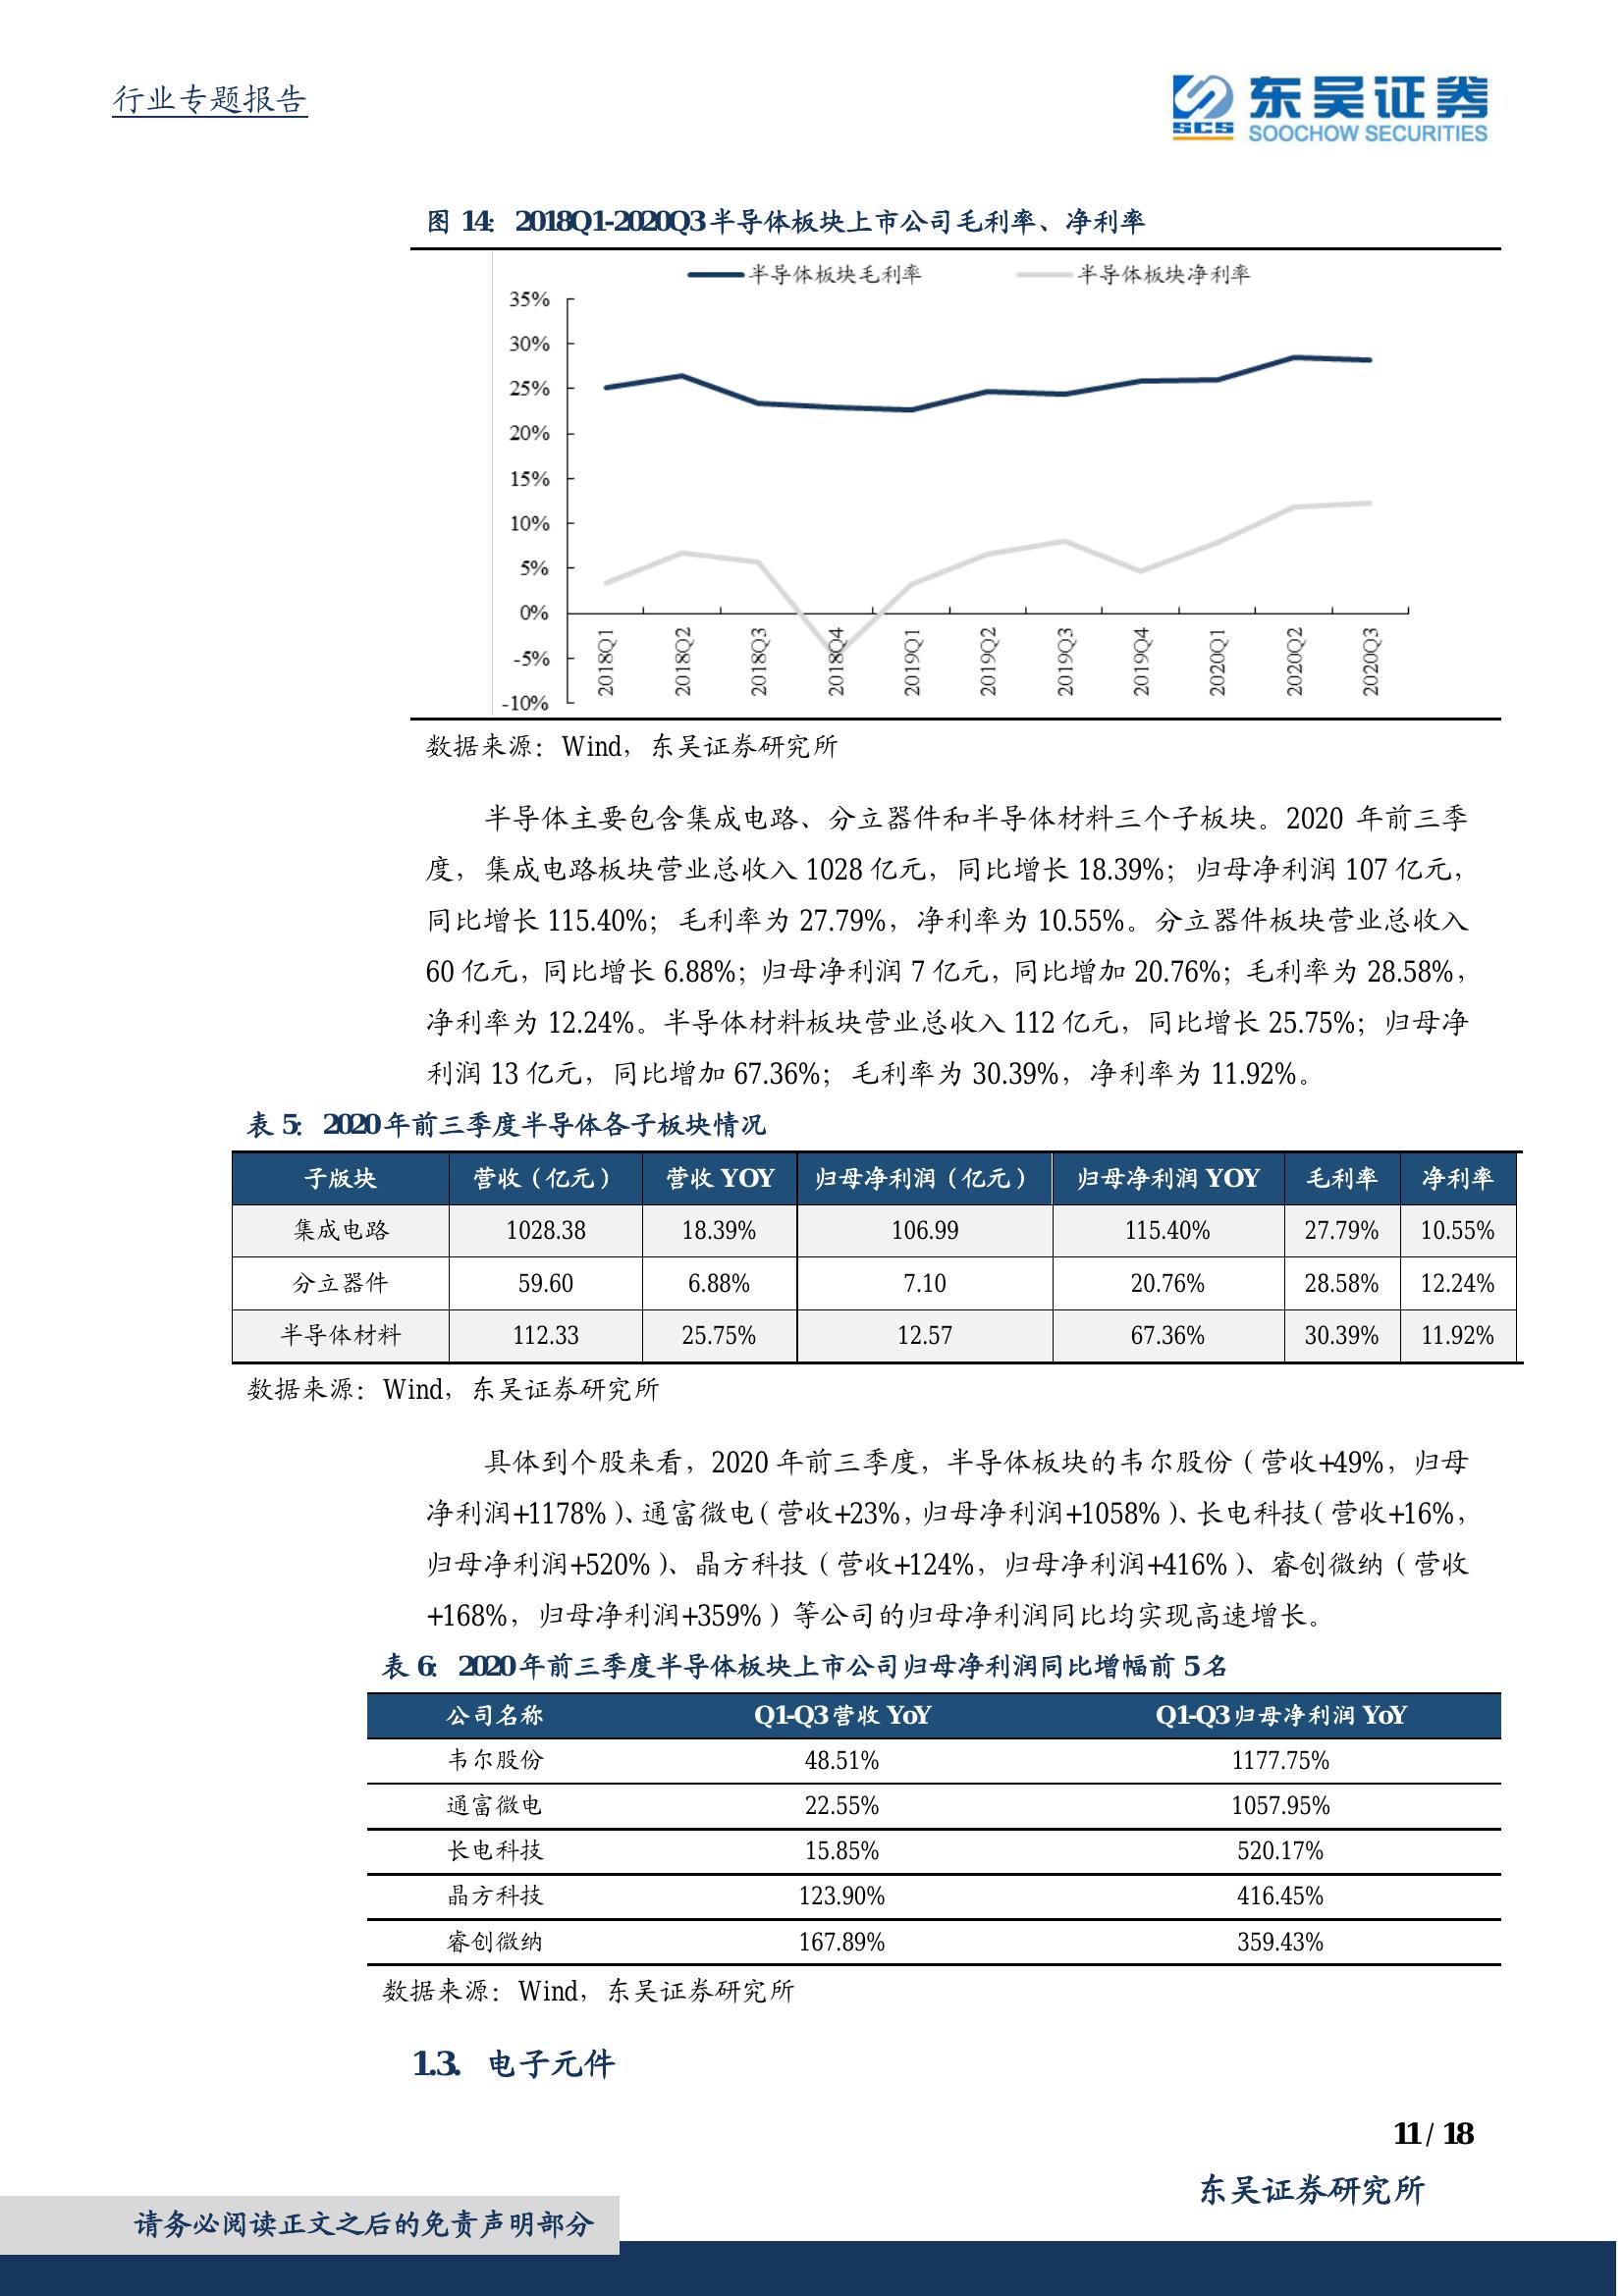 行业专题报告
东吴证券
SCS
SOOCHOW SECURITIES
图 14: 2018Q1-2020Q3 半导体板块上市公司毛利率、净利率
半导体板块毛利率 半导体板块净利率
35%
30%
25%
20%
15%
10%
5%
0%
-5%
-10%
2018Q1 2018Q2 2018Q3 2018Q4 2019Q1 2019Q2 2019Q3 2019Q4 2020Q1 2020Q2 2020Q3
数据来源：Wind，东吴证券研究所
半导体主要包含集成电路、分立器件和半导体材料三个子板块。2020 年前三季
度，集成电路板块营业总收入 1028 亿元，同比增长 18.39%；归母净利润 107 亿元，
同比增长 115.40%；毛利率为 27.79%，净利率为 10.55%。分立器件板块营业总收入
60 亿元，同比增长 6.88%；归母净利润 7 亿元，同比增加 20.76%；毛利率为 28.58%，
净利率为 12.24%。半导体材料板块营业总收入 112 亿元，同比增长 25.75%；归母净
利润 13 亿元，同比增加 67.36%；毛利率为 30.39%，净利率为 11.92%。
表 5: 2020 年前三季度半导体各子板块情况
子版块 营收（亿元） 营收 YOY 归母净利润（亿元） 归母净利润 YOY 毛利率 净利率
集成电路 1028.38 18.39% 106.99 115.40% 27.79% 10.55%
分立器件 59.60 6.88% 7.10 20.76% 28.58% 12.24%
半导体材料 112.33 25.75% 12.57 67.36% 30.39% 11.92%
数据来源：Wind，东吴证券研究所
具体到个股来看，2020 年前三季度，半导体板块的韦尔股份（营收+49%，归母
净利润+1178%）、通富微电（营收+23%，归母净利润+1058%）、长电科技（营收+16%，
归母净利润+520%）、晶方科技（营收+124%，归母净利润+416%）、睿创微纳（营收
+168%，归母净利润+359%）等公司的归母净利润同比均实现高速增长。
表 6: 2020 年前三季度半导体板块上市公司归母净利润同比增幅前 5 名
公司名称 Q1-Q3 营收 YoY Q1-Q3 归母净利润 YoY
韦尔股份 48.51% 1177.75%
通富微电 22.55% 1057.95%
长电科技 15.85% 520.17%
晶方科技 123.90% 416.45%
睿创微纳 167.89% 359.43%
数据来源：Wind，东吴证券研究所
1.3. 电子元件
11 / 18
东吴证券研究所
请务必阅读正文之后的免责声明部分